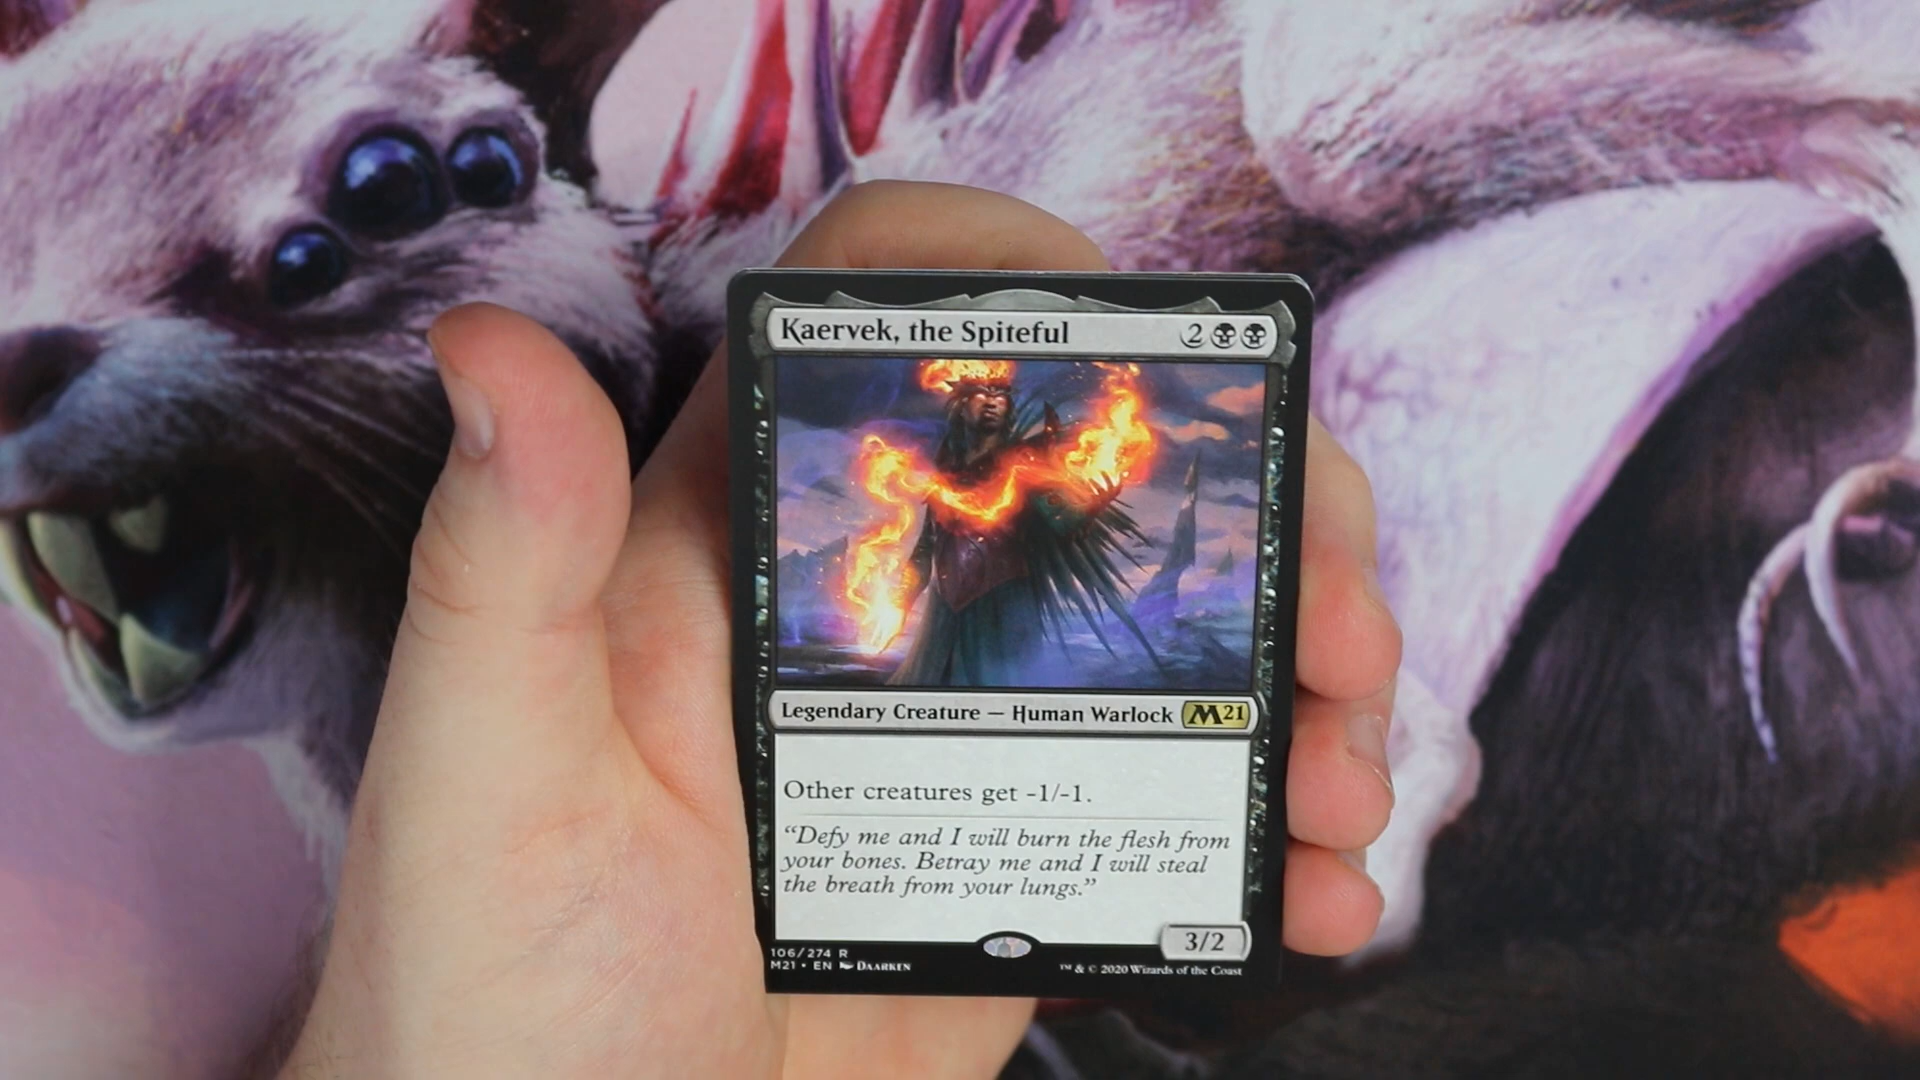 Kaervek, the Spiteful 2
Legendary Creature — Human Warlock M21
Other creatures get -1/-1.
“Defy me and I will burn the flesh from
your bones. Betray me and I will steal
the breath from your lungs.”
3/2
106/274 R
M21 • EN DAARKEN
™ & © 2020 Wizards of the Coast